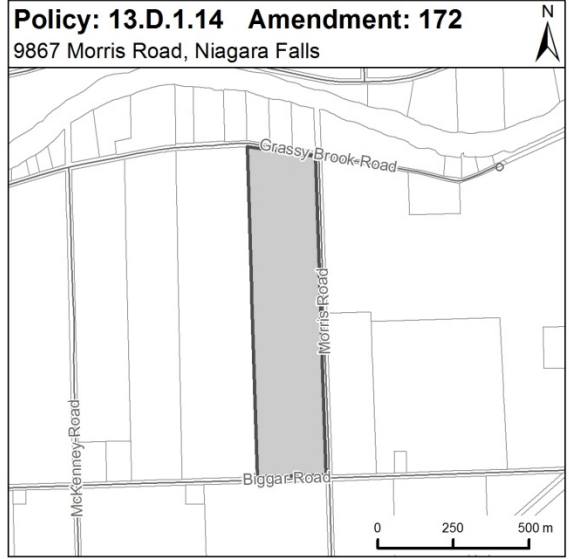 Policy: 13.D.1.14 Amendment: 172
9867 Morris Road, Niagara Falls
N
Grassy Brook Road
Morris Road
McKenney Road
Biggar Road
0 250 500 m